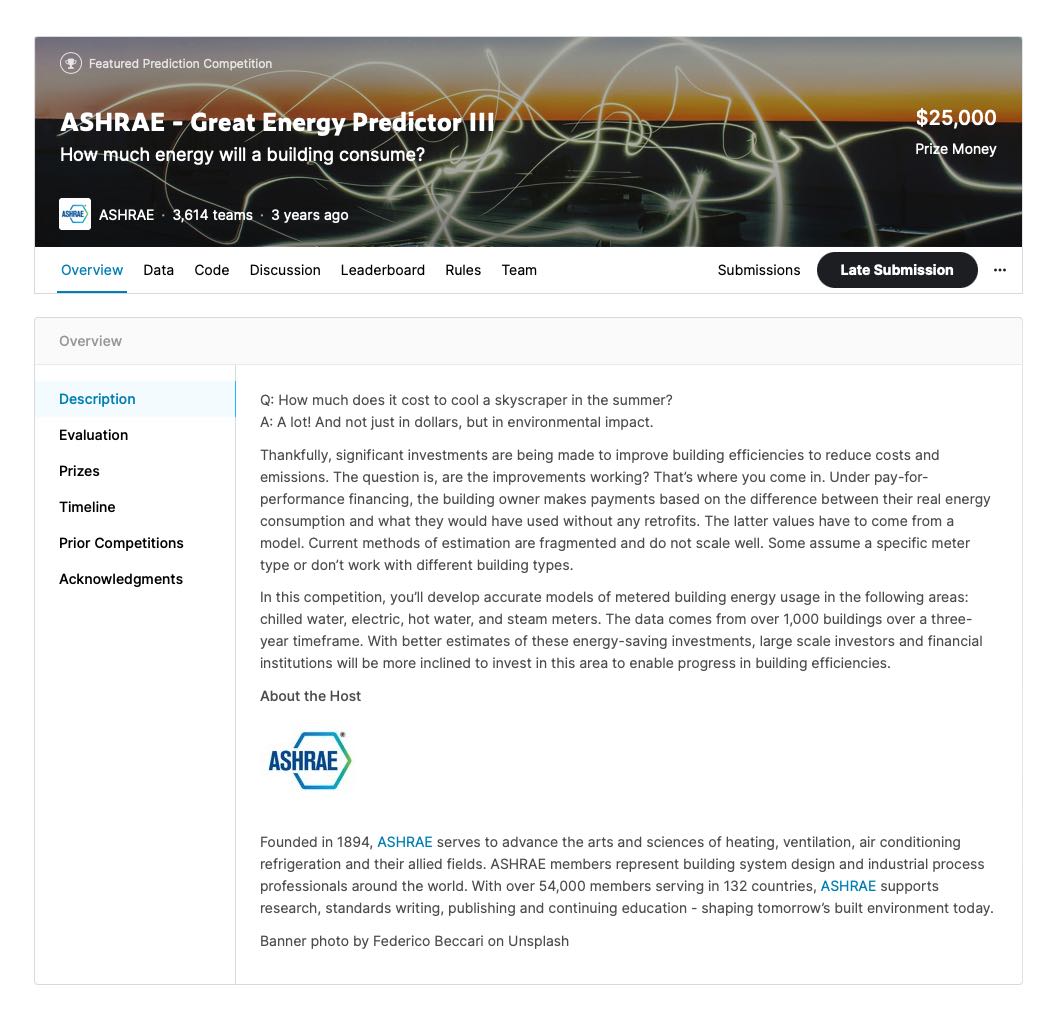 Featured Prediction Competition
ASHRAE - Great Energy Predictor III
How much energy will a building consume?
$25,000
Prize Money
ASHRAE
ASHRAE · 3,614 teams · 3 years ago
Overview
Data
Code
Discussion
Leaderboard
Rules
Team
Submissions
Late Submission
Overview
Description
Evaluation
Prizes
Timeline
Prior Competitions
Acknowledgments
Q: How much does it cost to cool a skyscraper in the summer?
A: A lot! And not just in dollars, but in environmental impact.
Thankfully, significant investments are being made to improve building efficiencies to reduce costs and
emissions. The question is, are the improvements working? That’s where you come in. Under pay-for-
performance financing, the building owner makes payments based on the difference between their real energy
consumption and what they would have used without any retrofits. The latter values have to come from a
model. Current methods of estimation are fragmented and do not scale well. Some assume a specific meter
type or don’t work with different building types.
In this competition, you’ll develop accurate models of metered building energy usage in the following areas:
chilled water, electric, hot water, and steam meters. The data comes from over 1,000 buildings over a three-
year timeframe. With better estimates of these energy-saving investments, large scale investors and financial
institutions will be more inclined to invest in this area to enable progress in building efficiencies.
About the Host
ASHRAE®
Founded in 1894, ASHRAE serves to advance the arts and sciences of heating, ventilation, air conditioning
refrigeration and their allied fields. ASHRAE members represent building system design and industrial process
professionals around the world. With over 54,000 members serving in 132 countries, ASHRAE supports
research, standards writing, publishing and continuing education - shaping tomorrow’s built environment today.
Banner photo by Federico Beccari on Unsplash